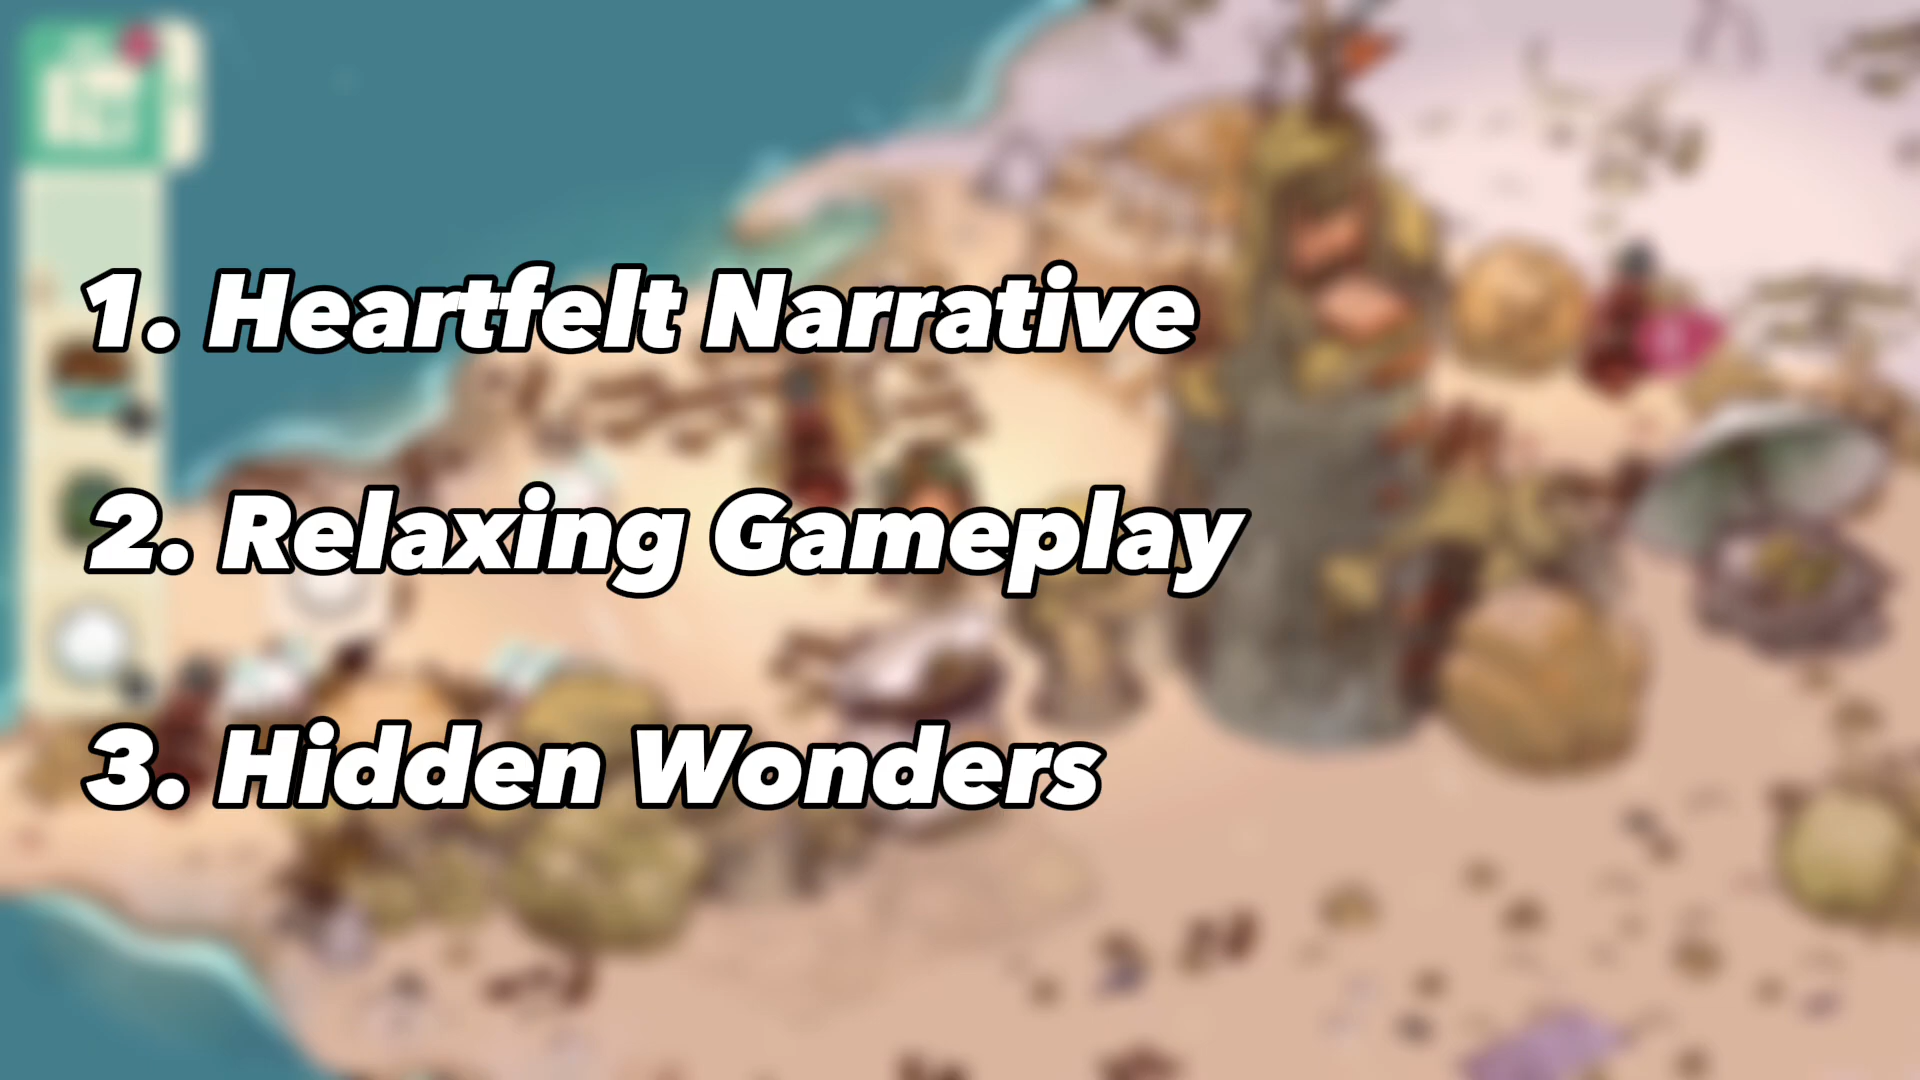 1. Heartfelt Narrative
2. Relaxing Gameplay
3. Hidden Wonders